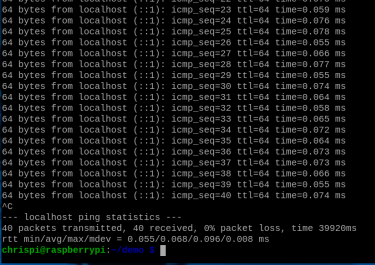 64 bytes from localhost (::1): icmp_seq=23 ttl=64 time=0.059 ms
64 bytes from localhost (::1): icmp_seq=24 ttl=64 time=0.076 ms
64 bytes from localhost (::1): icmp_seq=25 ttl=64 time=0.078 ms
64 bytes from localhost (::1): icmp_seq=26 ttl=64 time=0.055 ms
64 bytes from localhost (::1): icmp_seq=27 ttl=64 time=0.066 ms
64 bytes from localhost (::1): icmp_seq=28 ttl=64 time=0.077 ms
64 bytes from localhost (::1): icmp_seq=29 ttl=64 time=0.055 ms
64 bytes from localhost (::1): icmp_seq=30 ttl=64 time=0.074 ms
64 bytes from localhost (::1): icmp_seq=31 ttl=64 time=0.064 ms
64 bytes from localhost (::1): icmp_seq=32 ttl=64 time=0.058 ms
64 bytes from localhost (::1): icmp_seq=33 ttl=64 time=0.065 ms
64 bytes from localhost (::1): icmp_seq=34 ttl=64 time=0.072 ms
64 bytes from localhost (::1): icmp_seq=35 ttl=64 time=0.064 ms
64 bytes from localhost (::1): icmp_seq=36 ttl=64 time=0.073 ms
64 bytes from localhost (::1): icmp_seq=37 ttl=64 time=0.073 ms
64 bytes from localhost (::1): icmp_seq=38 ttl=64 time=0.066 ms
64 bytes from localhost (::1): icmp_seq=39 ttl=64 time=0.055 ms
64 bytes from localhost (::1): icmp_seq=40 ttl=64 time=0.074 ms
^C
--- localhost ping statistics ---
40 packets transmitted, 40 received, 0% packet loss, time 39920ms
rtt min/avg/max/mdev = 0.055/0.068/0.096/0.008 ms
chrispi@raspberrypi:~/demo $